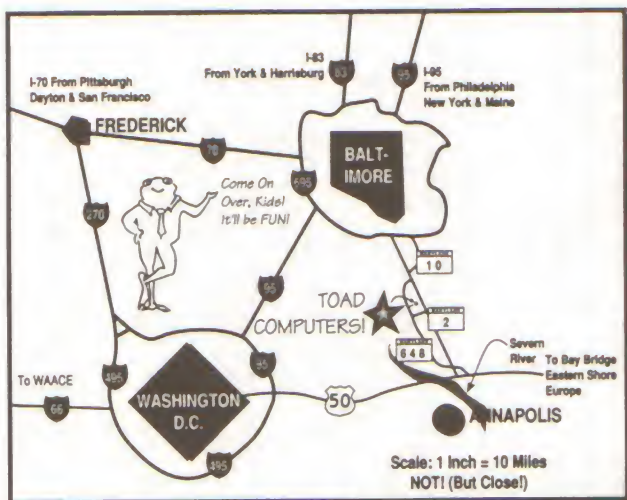 I-83
From York & Harrisburg
83
95
I-95
From Philadelphia
New York & Maine
I-70 From Pittsburgh
Dayton & San Francisco
FREDERICK
70
BALT-
IMORE
695
Come On
Over, Kids!
It'll be FUN!
270
10
95
TOAD
COMPUTERS!
2
648
Severn
River
To Bay Bridge
Eastern Shore
Europe
To WAACE
495
95
66
WASHINGTON
D.C.
50
ANNAPOLIS
495
Scale: 1 Inch = 10 Miles
NOT! (But Close!)